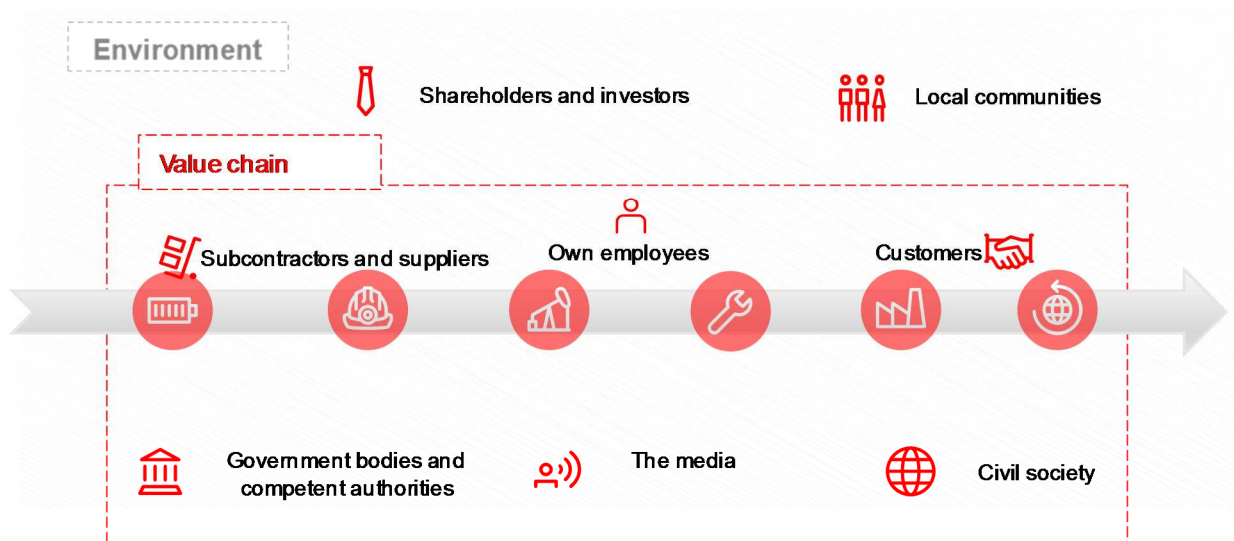 Environment
Shareholders and investors
Local communities
Value chain
Own employees
Subcontractors and suppliers
Customers
Government bodies and
competent authorities
The media
Civil society